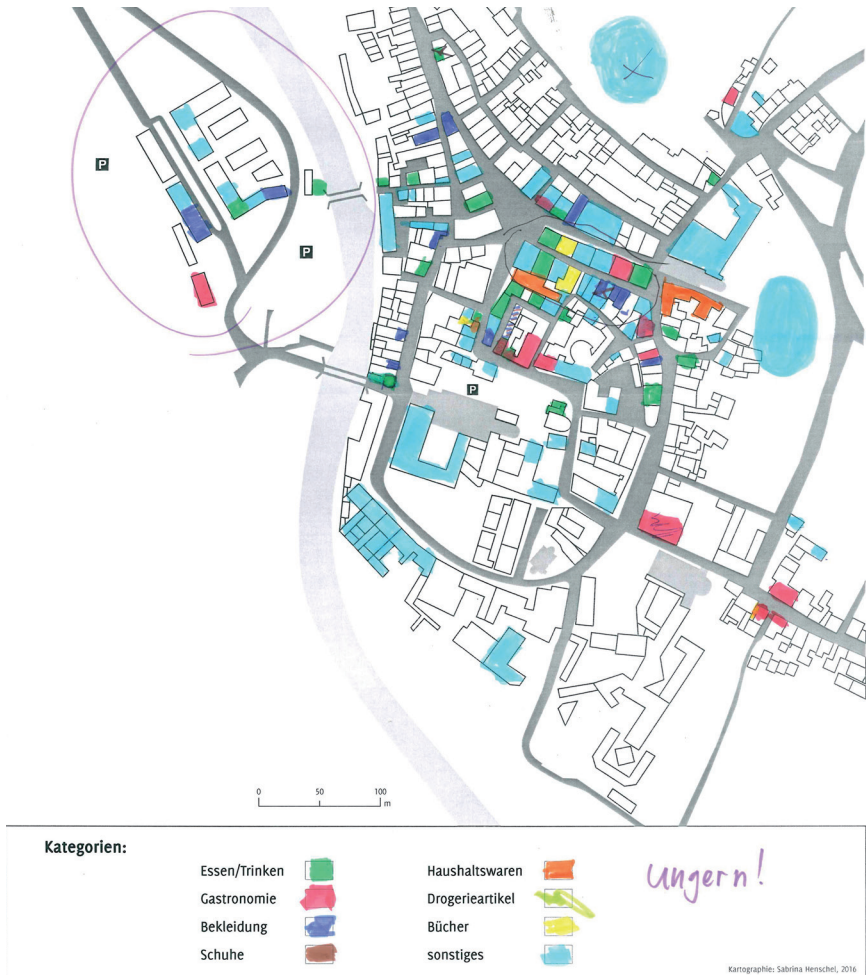 P
P
P
0 50 100
m
Kategorien:
Essen/Trinken
Gastronomie
Bekleidung
Schuhe
Haushaltswaren
Drogerieartikel
Bücher
sonstiges
ungern!
Kartographie: Sabrina Henschel, 2016